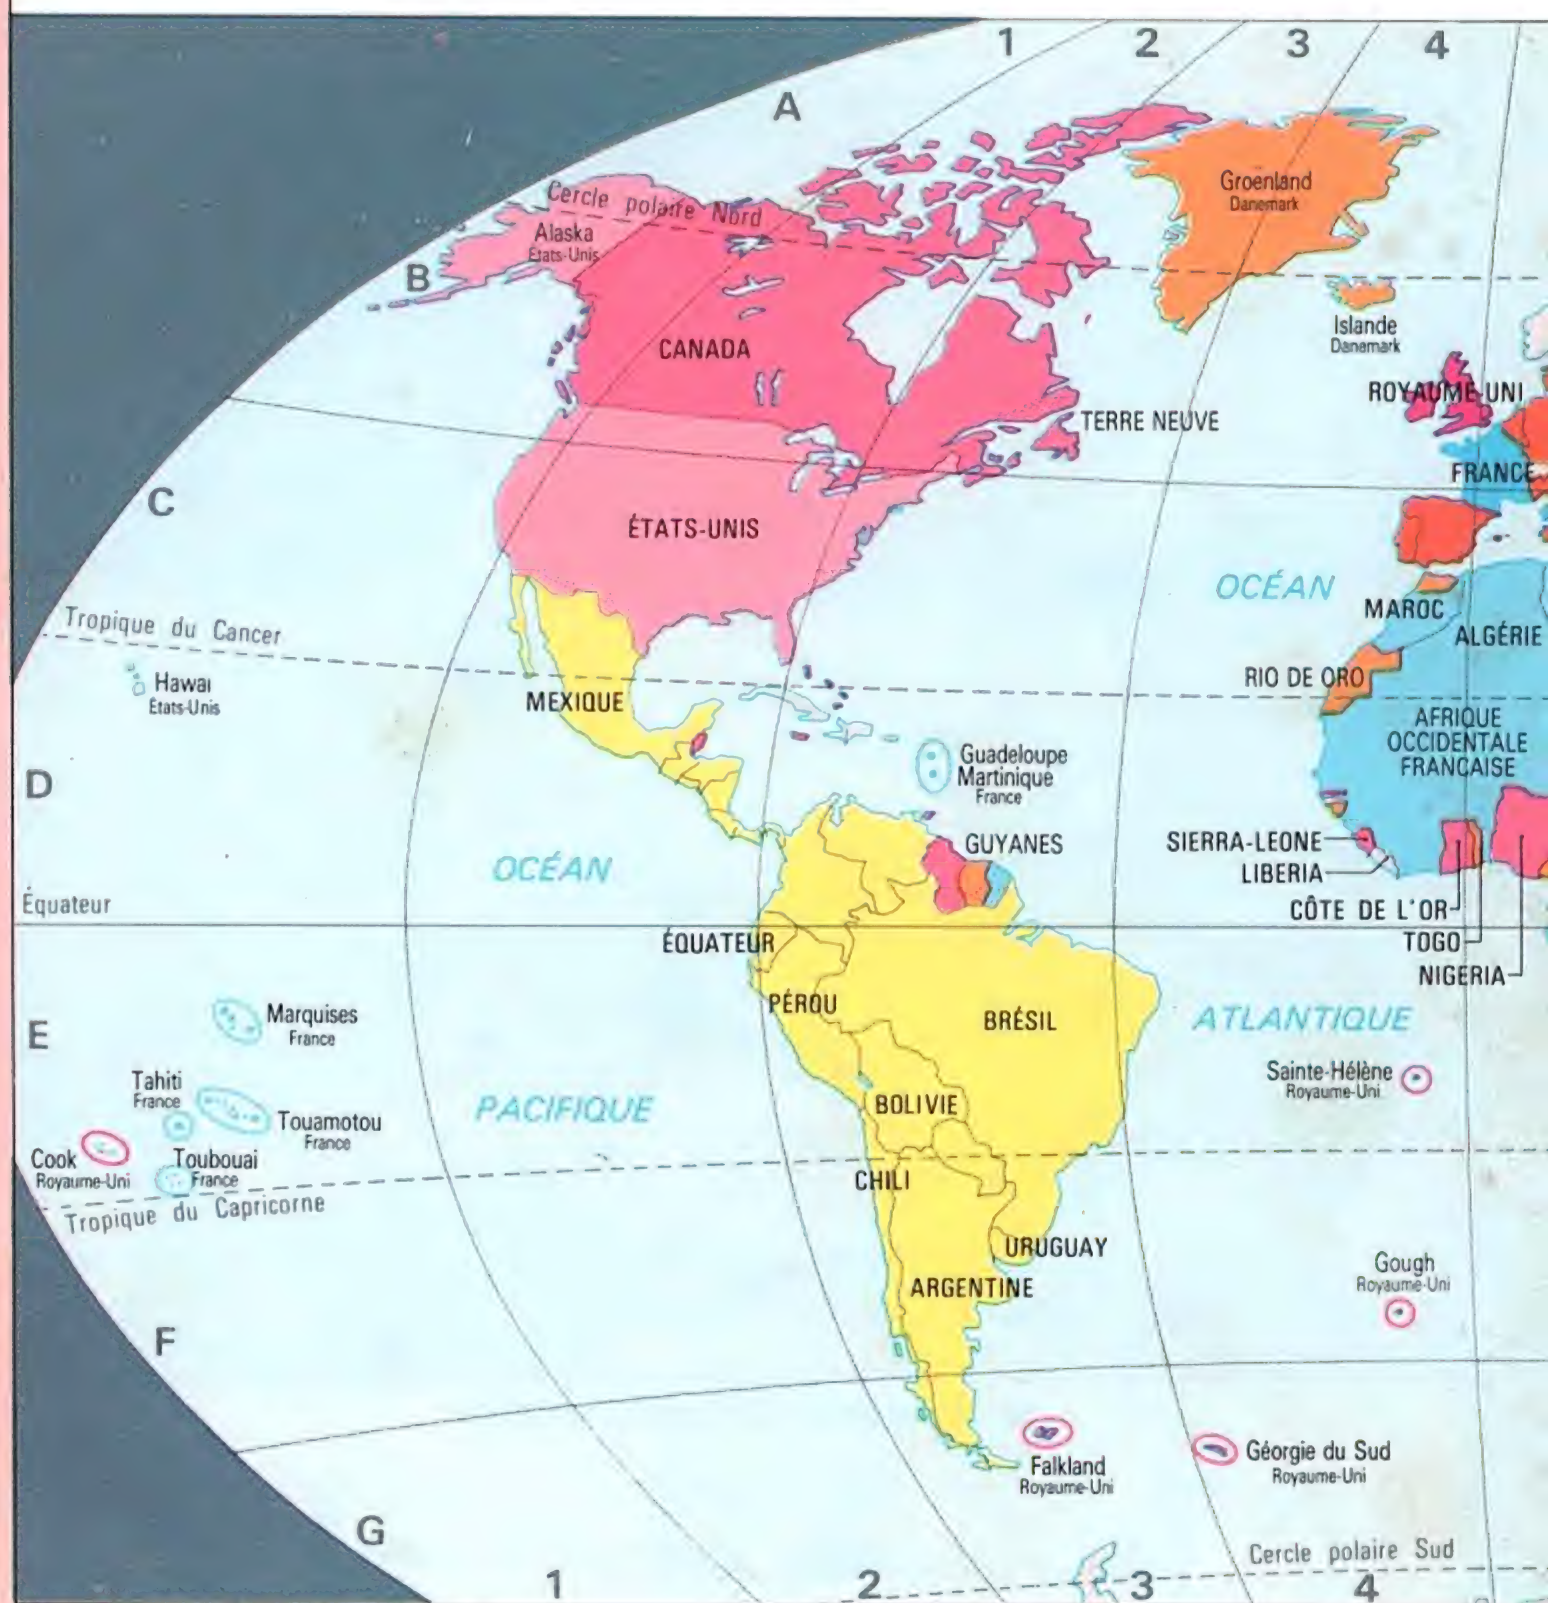 1
2
3
4
A
Cercle polaire Nord
Alaska
États-Unis
B
Groenland
Danemark
Islande
Danemark
CANADA
ROYAUME-UNI
TERRE NEUVE
FRANCE
C
ÉTATS-UNIS
OCÉAN
MAROC
ALGÉRIE
Tropique du Cancer
Hawaï
États-Unis
MEXIQUE
RIO DE ORO
AFRIQUE
OCCIDENTALE
FRANÇAISE
D
Guadeloupe
Martinique
France
GUYANES
SIERRA-LEONE
LIBERIA
OCÉAN
Équateur
CÔTE DE L'OR
TOGO
NIGERIA
ÉQUATEUR
PÉROU
BRÉSIL
ATLANTIQUE
E
Marquises
France
Sainte-Hélène
Royaume-Uni
Tahiti
France
Touamotou
France
PACIFIQUE
BOLIVIE
Cook
Royaume-Uni
Toubouai
France
CHILI
Tropique du Capricorne
URUGUAY
ARGENTINE
Gough
Royaume-Uni
F
Falkland
Royaume-Uni
Géorgie du Sud
Royaume-Uni
G
Cercle polaire Sud
1
2
3
4